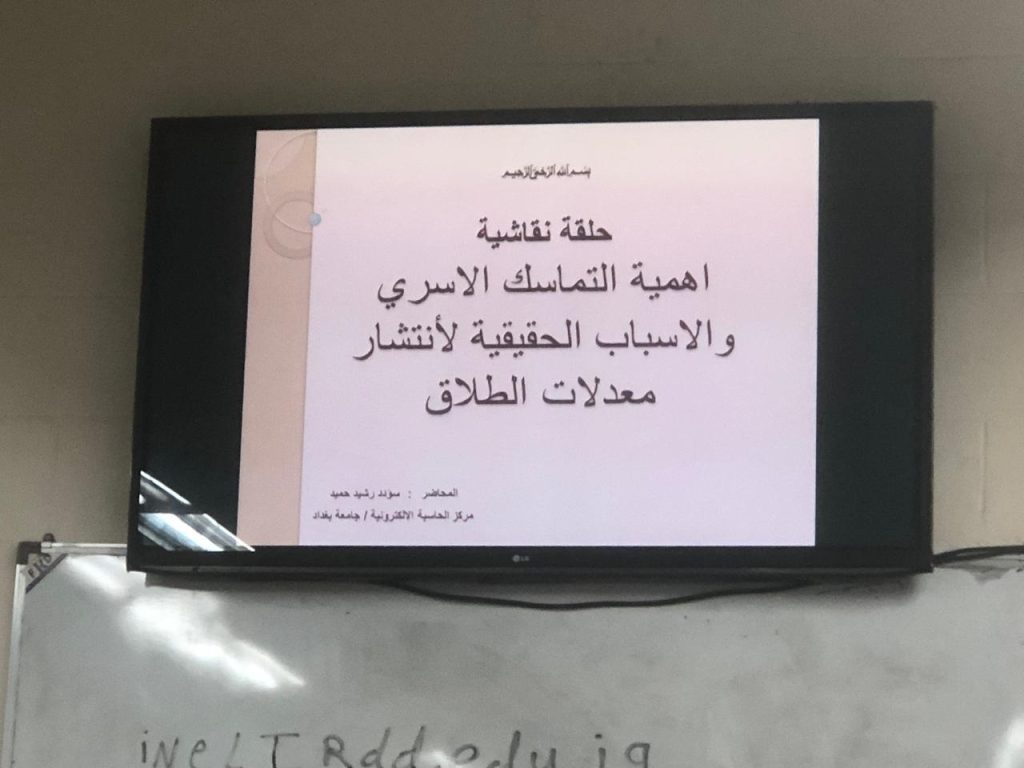 بسم الله الرحمن الرحيم
حلقة نقاشية
اهمية التماسك الاسري
والاسباب الحقيقية لأنتشار
معدلات الطلاق
المحاضر : سؤدد رشيد حميد
مركز الحاسبة الالكترونية / جامعة بغداد
LG